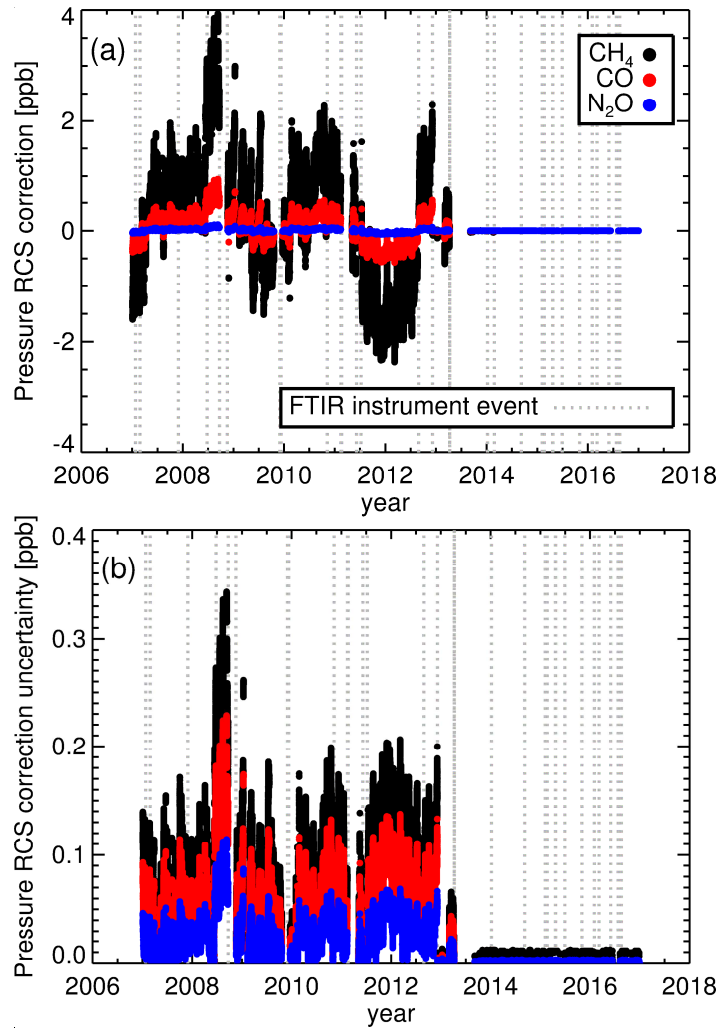 4
(a)
CH4
CO
N2O
2
0
-2
-4
Pressure RCS correction [ppb]
FTIR instrument event
2006 2008 2010 2012 2014 2016 2018
year
0.4
(b)
0.3
0.2
0.1
0.0
Pressure RCS correction uncertainty [ppb]
2006 2008 2010 2012 2014 2016 2018
year